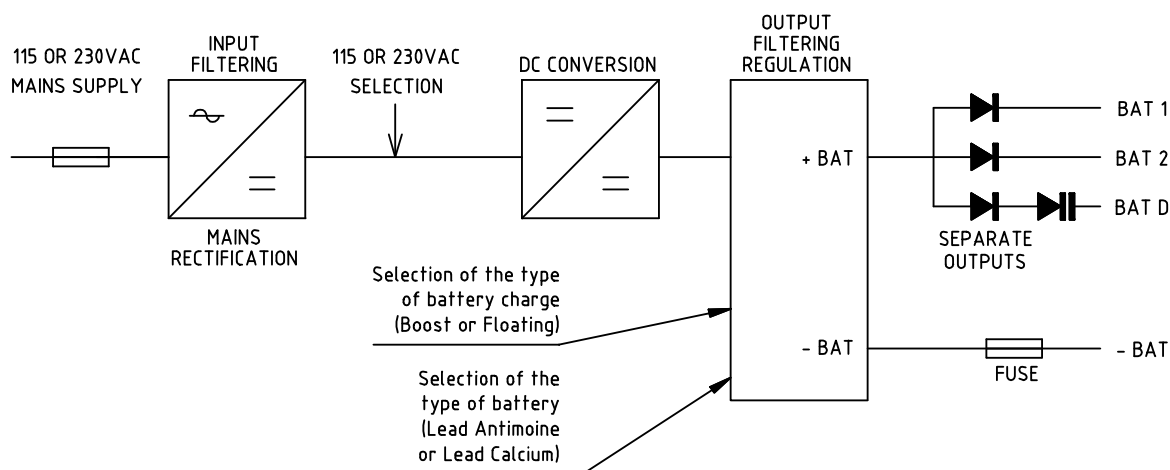 115 OR 230VAC
MAINS SUPPLY
INPUT
FILTERING
MAINS
RECTIFICATION
115 OR 230VAC
SELECTION
DC CONVERSION
OUTPUT
FILTERING
REGULATION
+ BAT
- BAT
BAT 1
BAT 2
BAT D
SEPARATE
OUTPUTS
- BAT
FUSE
Selection of the type
of battery charge
(Boost or Floating)
Selection of the
type of battery
(Lead Antimoine
or Lead Calcium)